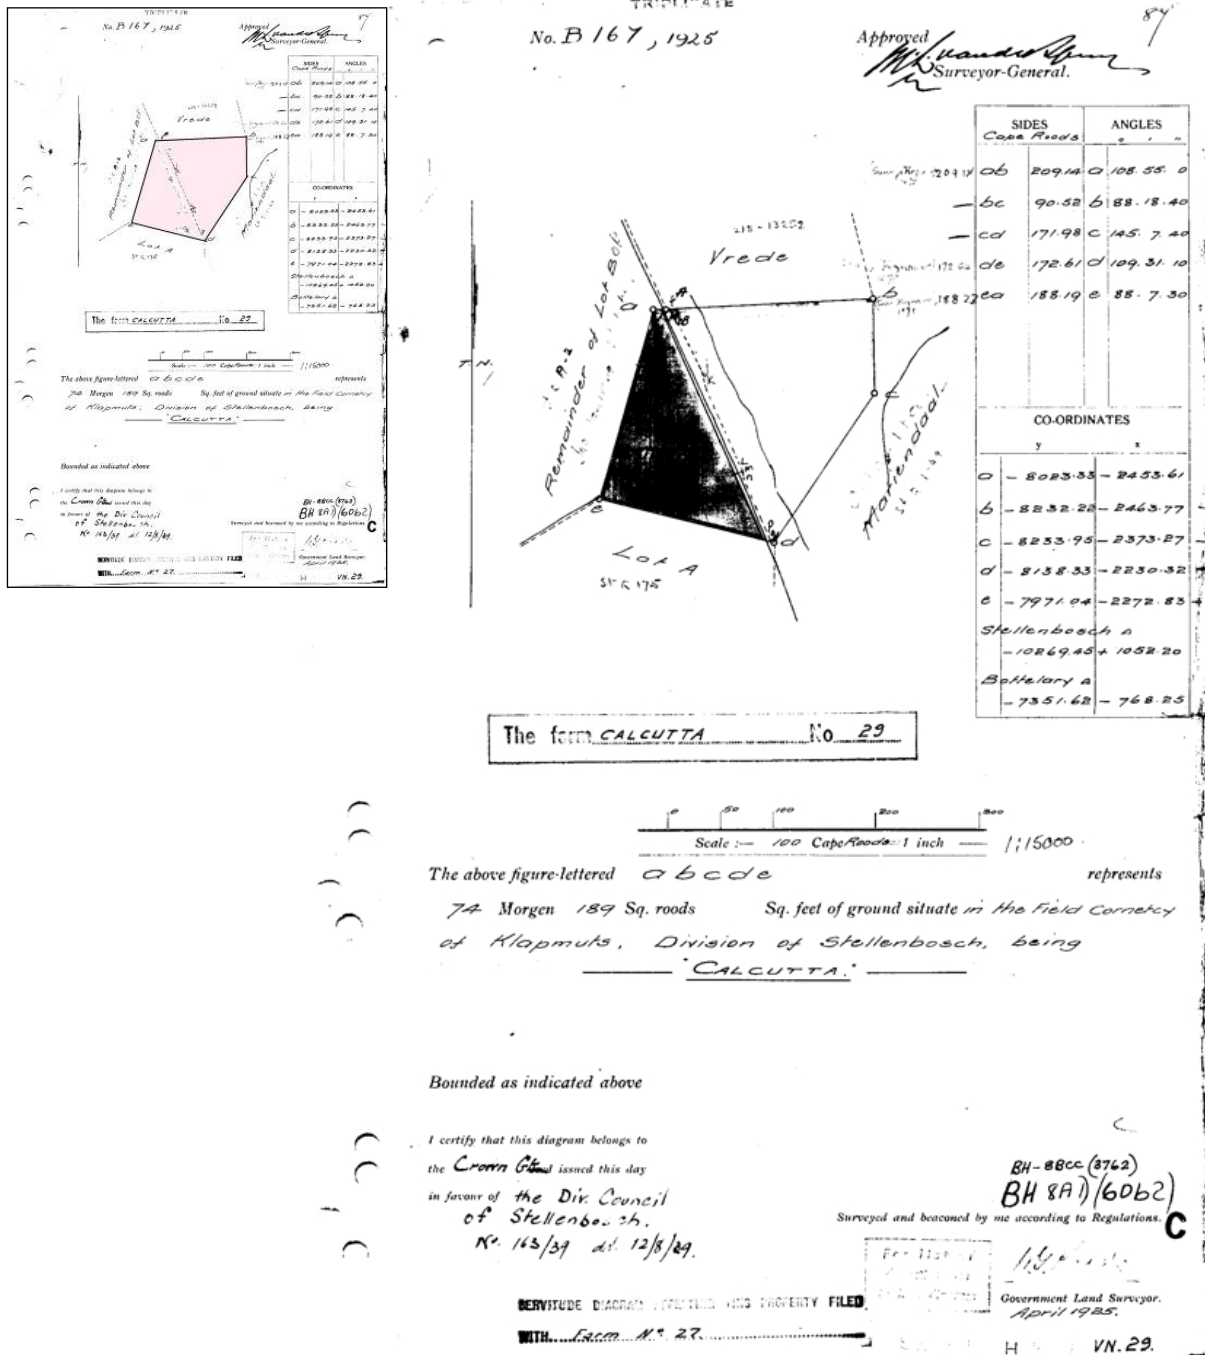 TRIPLICATE
No. B 167, 1925
Approved
Surveyor-General.
84
SIDES ANGLES
Cape Roods ° ' "
ab 209.14 a 108. 55. 0
— bc 90.52 b 88. 18. 40
— cd 171.98 c 145. 7. 40
de 172.61 d 109. 31. 10
ea 188.19 e 88. 7. 30
CO-ORDINATES
y x
a - 8023.33 - 2453.61
b - 8232.22 - 2463.77
c - 8233.95 - 2373.27
d - 8138.33 - 2230.32
e - 7971.04 - 2272.83
Stellenbosch Δ
- 10269.45 + 1052.20
Bottelary Δ
- 7351.62 - 768.25
Vrede
Remainder of Lot BOF
T.N.
a
b
c
d
e
Mariendaal
Lot A
The farm CALCUTTA No 29
0 50 100 200 300
Scale :— 100 Cape Roods = 1 inch — 1:15000
The above figure-lettered a b c d e represents
74 Morgen 189 Sq. roods Sq. feet of ground situate in the Field Cornetcy
of Klapmuts, Division of Stellenbosch, being
"CALCUTTA."
Bounded as indicated above
I certify that this diagram belongs to
the Crown Gt issued this day
in favour of the Div. Council
of Stellenbosch.
No. 163/39 dd. 12/8/39.
BH-8BCC (3762)
BH 8AD (6062)
Surveyed and beaconed by me according to Regulations. C
Government Land Surveyor.
April 1925.
SERVITUDE DIAGRAM AFFECTING THIS PROPERTY FILED
WITH Farm No 27
H VN.29.